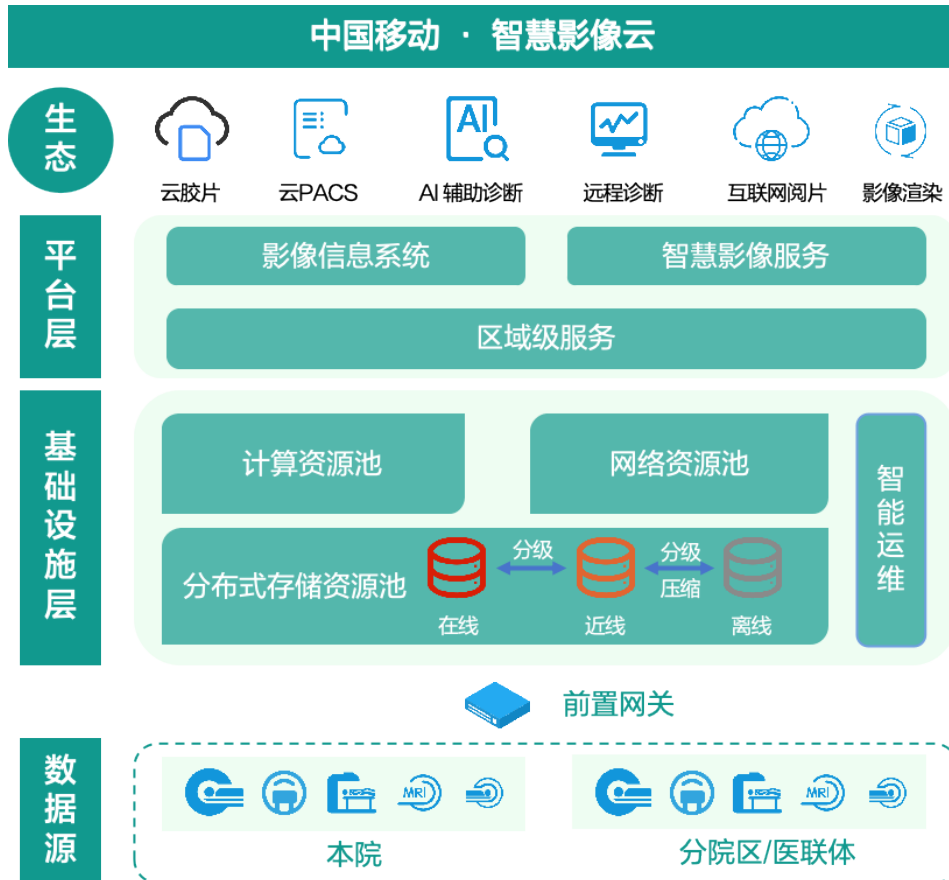 中国移动 · 智慧影像云
生态
云胶片
云PACS
AI 辅助诊断
远程诊断
互联网阅片
影像渲染
平台层
影像信息系统
智慧影像服务
区域级服务
基础设施层
计算资源池
网络资源池
智能运维
分布式存储资源池
分级
分级
压缩
在线
近线
离线
前置网关
数据源
MRI
MRI
本院
分院区/医联体